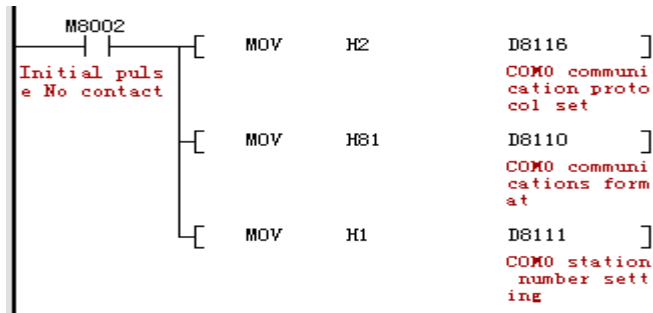 M8002
MOV H2 D8116
Initial puls
e No contact
COM0 communi
cation proto
col set
MOV H81 D8110
COM0 communi
cations form
at
MOV H1 D8111
COM0 station
number sett
ing